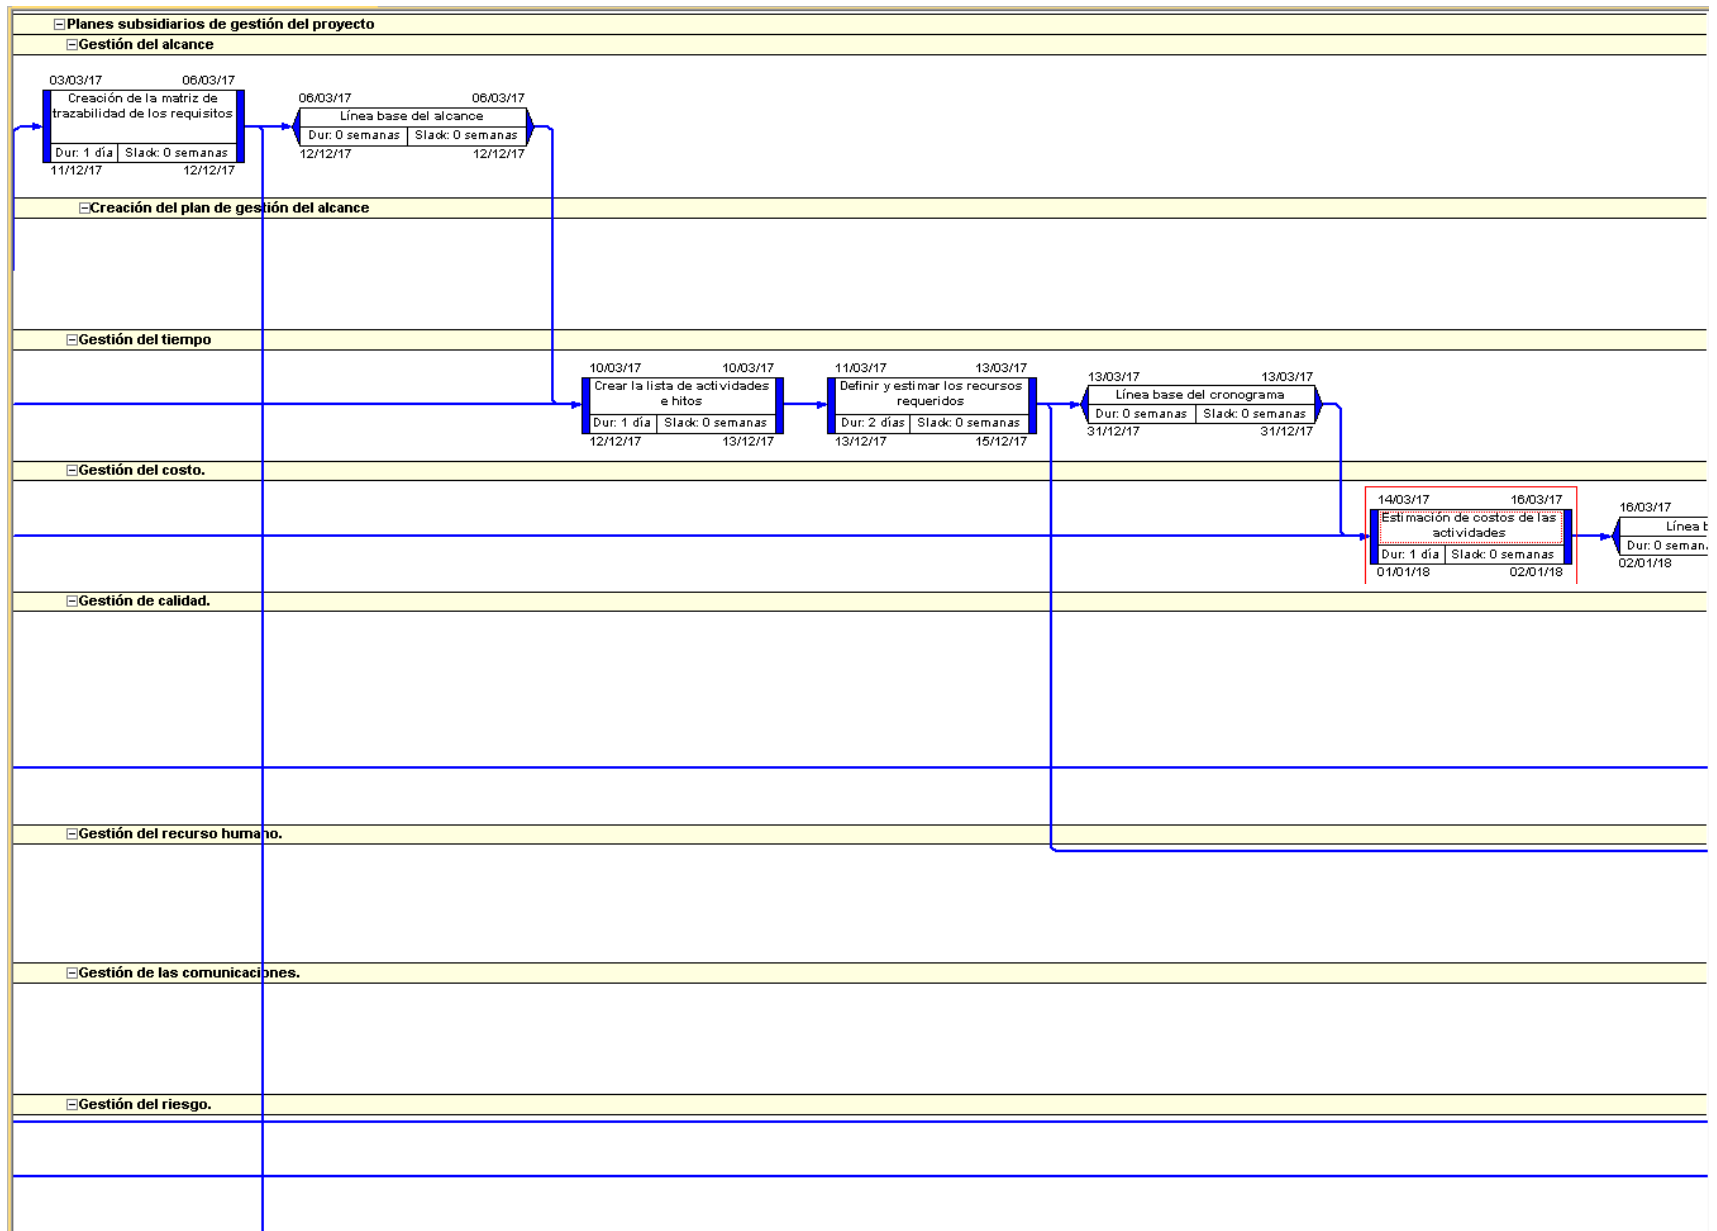 Planes subsidiarios de gestión del proyecto
Gestión del alcance
03/03/17 06/03/17
Creación de la matriz de
trazabilidad de los requisitos
Dur: 1 día Slack: 0 semanas
11/12/17 12/12/17
06/03/17 06/03/17
Línea base del alcance
Dur: 0 semanas Slack: 0 semanas
12/12/17 12/12/17
Creación del plan de gestión del alcance
Gestión del tiempo
10/03/17 10/03/17
Crear la lista de actividades
e hitos
Dur: 1 día Slack: 0 semanas
12/12/17 13/12/17
11/03/17 13/03/17
Definir y estimar los recursos
requeridos
Dur: 2 días Slack: 0 semanas
13/12/17 15/12/17
13/03/17 13/03/17
Línea base del cronograma
Dur: 0 semanas Slack: 0 semanas
31/12/17 31/12/17
Gestión del costo.
14/03/17 16/03/17
Estimación de costos de las
actividades
Dur: 1 día Slack: 0 semanas
01/01/18 02/01/18
16/03/17
Línea b
Dur: 0 seman.
02/01/18
Gestión de calidad.
Gestión del recurso humano.
Gestión de las comunicaciones.
Gestión del riesgo.